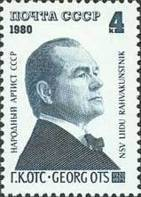 ПОЧТА СССР
1980
4
к
НАРОДНЫЙ АРТИСТ СССР
NSV LIIDU RAHVAKUNSTNIK
Г.К.ОТС·GEORG OTS